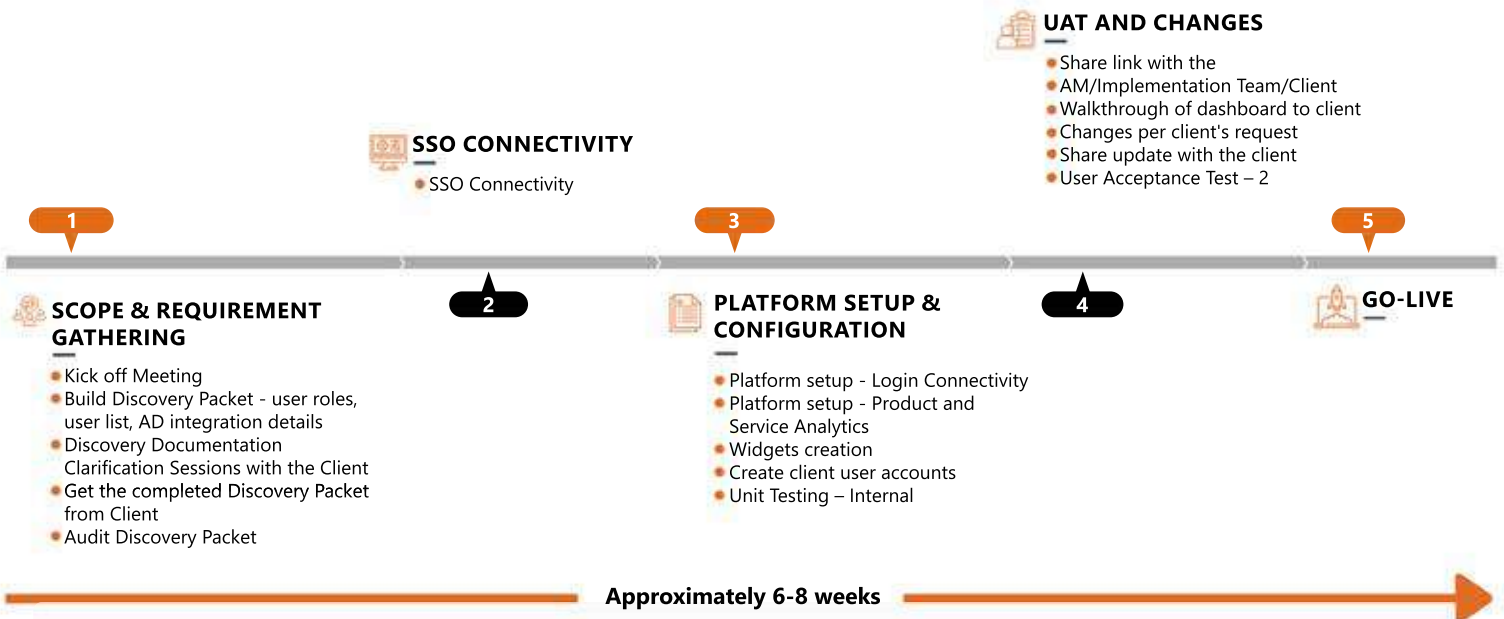 1
SCOPE & REQUIREMENT
GATHERING
Kick off Meeting
Build Discovery Packet - user roles,
user list, AD integration details
Discovery Documentation
Clarification Sessions with the Client
Get the completed Discovery Packet
from Client
Audit Discovery Packet
SSO CONNECTIVITY
SSO Connectivity
2
3
PLATFORM SETUP &
CONFIGURATION
Platform setup - Login Connectivity
Platform setup - Product and
Service Analytics
Widgets creation
Create client user accounts
Unit Testing – Internal
UAT AND CHANGES
Share link with the
AM/Implementation Team/Client
Walkthrough of dashboard to client
Changes per client's request
Share update with the client
User Acceptance Test – 2
4
5
GO-LIVE
Approximately 6-8 weeks